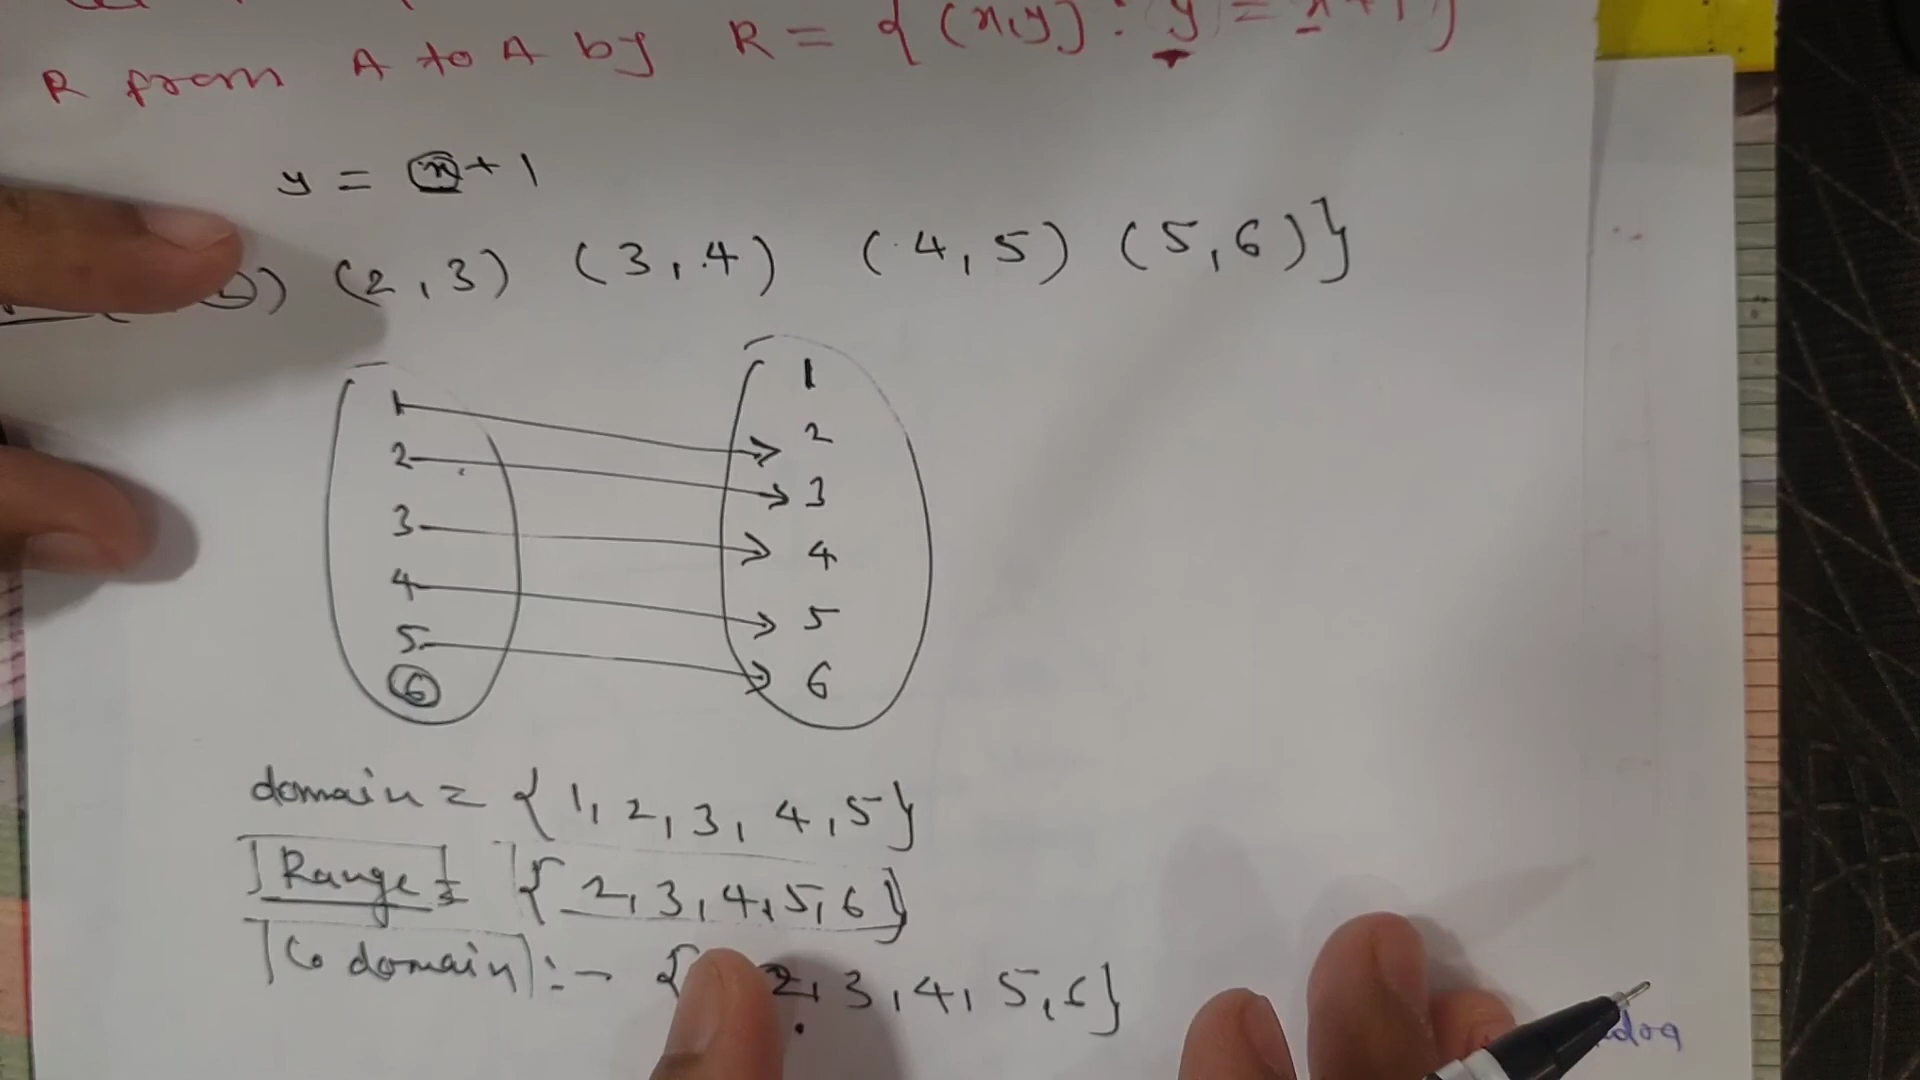 R from A to A by R = { (x,y) : y = x+1 }
y = x + 1
(2,3) (3,4) (4,5) (5,6)}
1 1
2 2
3 3
4 4
5 5
6 6
domain = {1, 2, 3, 4, 5}
Range = {2, 3, 4, 5, 6}
Co domain :- { 2, 3, 4, 5, 6}